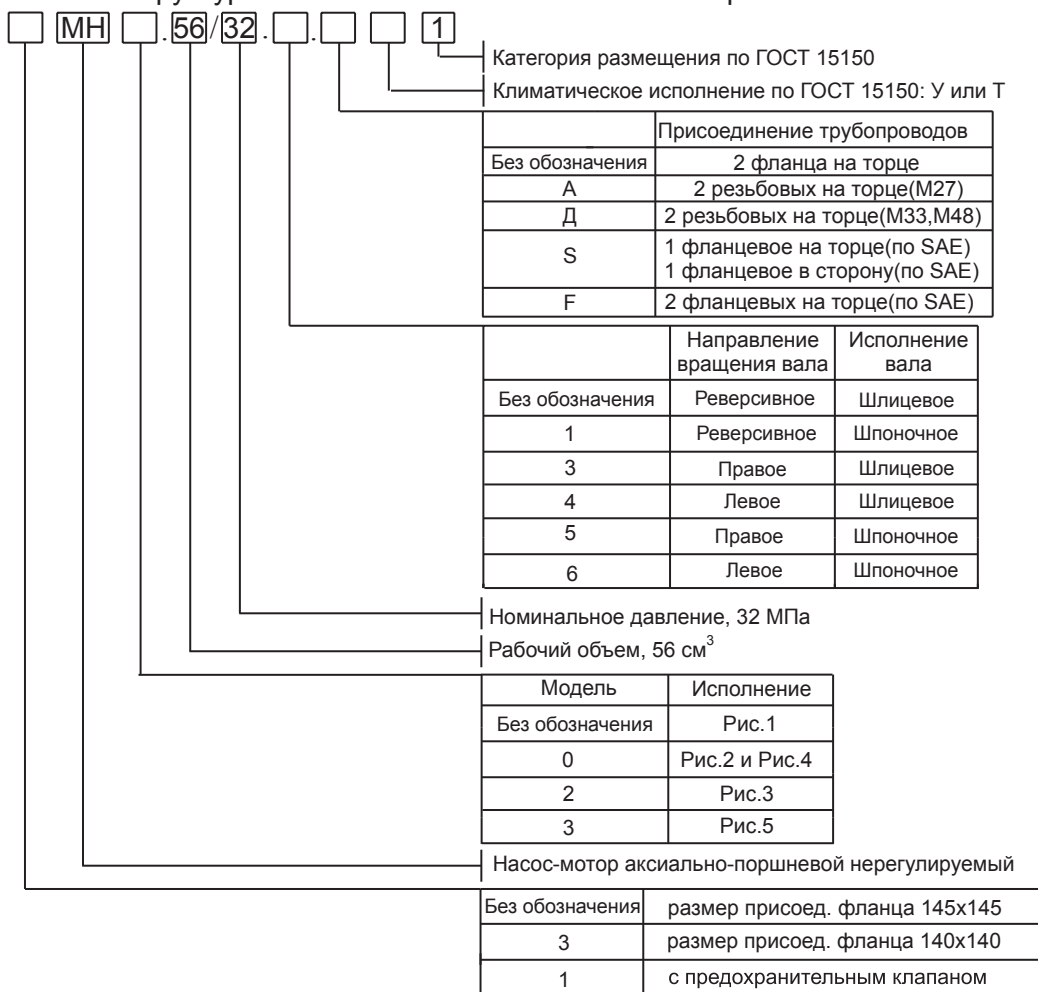 МН .56/32. . 1
Категория размещения по ГОСТ 15150
Климатическое исполнение по ГОСТ 15150: У или Т
Присоединение трубопроводов
Без обозначения 2 фланца на торце
А 2 резьбовых на торце(М27)
Д 2 резьбовых на торце(М33,М48)
S 1 фланцевое на торце(по SAE)
1 фланцевое в сторону(по SAE)
F 2 фланцевых на торце(по SAE)
Направление Исполнение
вращения вала вала
Без обозначения Реверсивное Шлицевое
1 Реверсивное Шпоночное
3 Правое Шлицевое
4 Левое Шлицевое
5 Правое Шпоночное
6 Левое Шпоночное
Номинальное давление, 32 МПа
Рабочий объем, 56 см³
Модель Исполнение
Без обозначения Рис.1
0 Рис.2 и Рис.4
2 Рис.3
3 Рис.5
Насос-мотор аксиально-поршневой нерегулируемый
Без обозначения размер присоед. фланца 145х145
3 размер присоед. фланца 140х140
1 с предохранительным клапаном